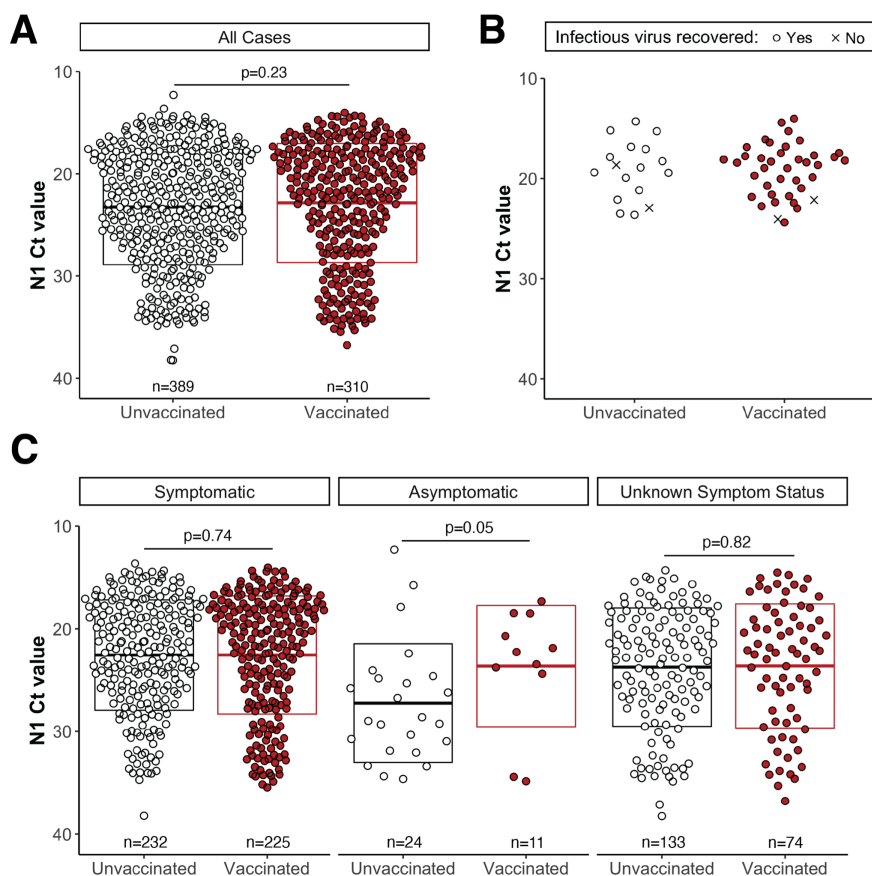 A
B
All Cases
Infectious virus recovered: ○ Yes × No
p=0.23
10
20
30
40
N1 Ct value
n=389
n=310
Unvaccinated
Vaccinated
10
20
30
40
N1 Ct value
Unvaccinated
Vaccinated
C
Symptomatic
Asymptomatic
Unknown Symptom Status
p=0.74
p=0.05
p=0.82
10
20
30
40
N1 Ct value
n=232
n=225
n=24
n=11
n=133
n=74
Unvaccinated
Vaccinated
Unvaccinated
Vaccinated
Unvaccinated
Vaccinated